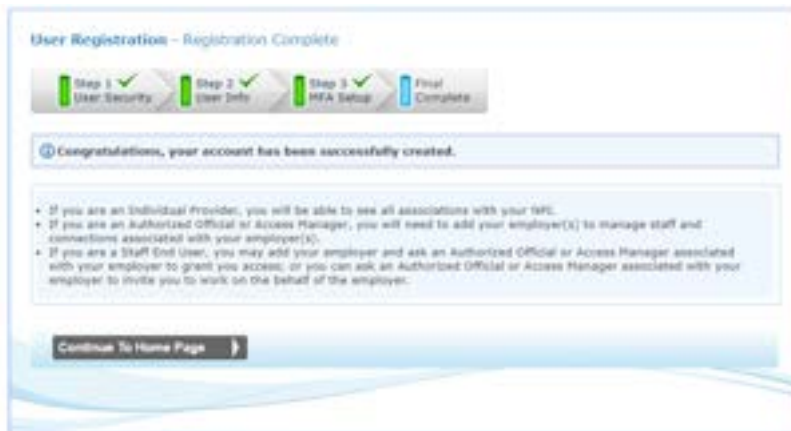 User Registration - Registration Complete
Step 1
User Security
Step 2
User Info
Step 3
MFA Setup
Final
Complete
Congratulations, your account has been successfully created.
• If you are an Individual Provider, you will be able to see all associations with your NPI.
• If you are an Authorized Official or Access Manager, you will need to add your employer(s) to manage staff and
connections associated with your employer(s).
• If you are a Staff End User, you may add your employer and ask an Authorized Official or Access Manager associated
with your employer to grant you access; or you can ask an Authorized Official or Access Manager associated with your
employer to invite you to work on the behalf of the employer.
Continue To Home Page